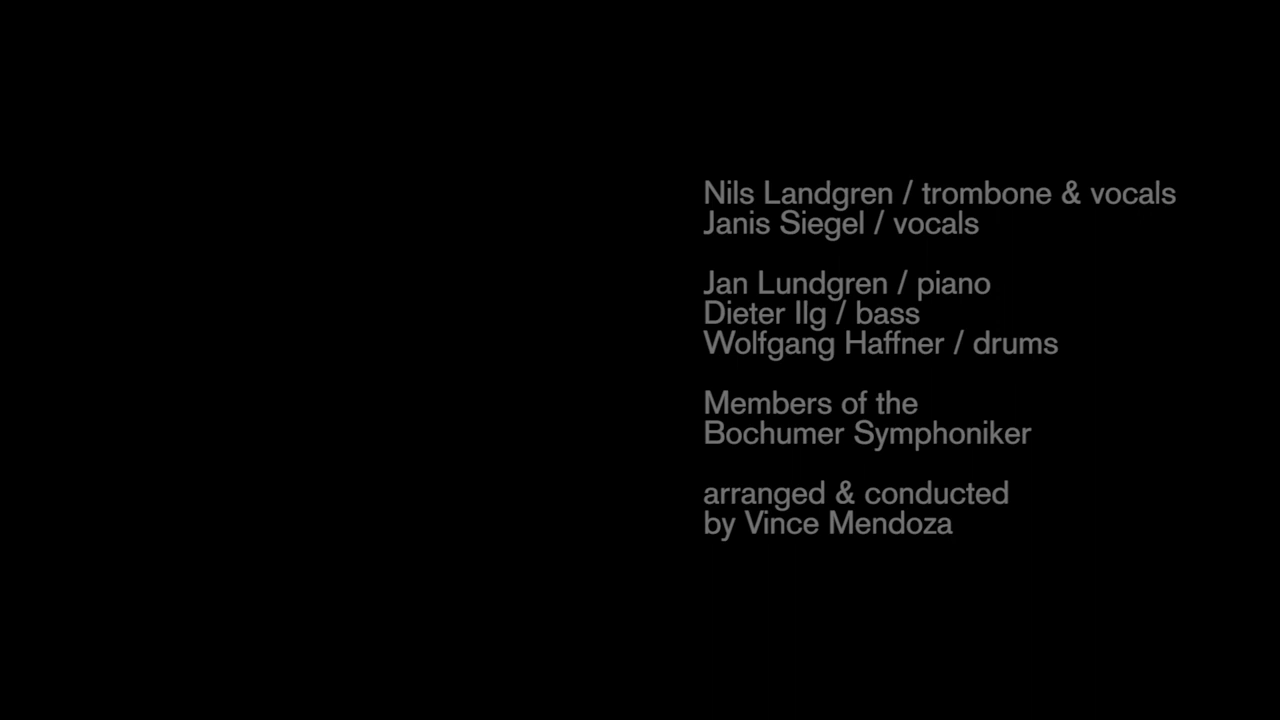 Nils Landgren / trombone & vocals
Janis Siegel / vocals
Jan Lundgren / piano
Dieter Ilg / bass
Wolfgang Haffner / drums
Members of the
Bochumer Symphoniker
arranged & conducted
by Vince Mendoza